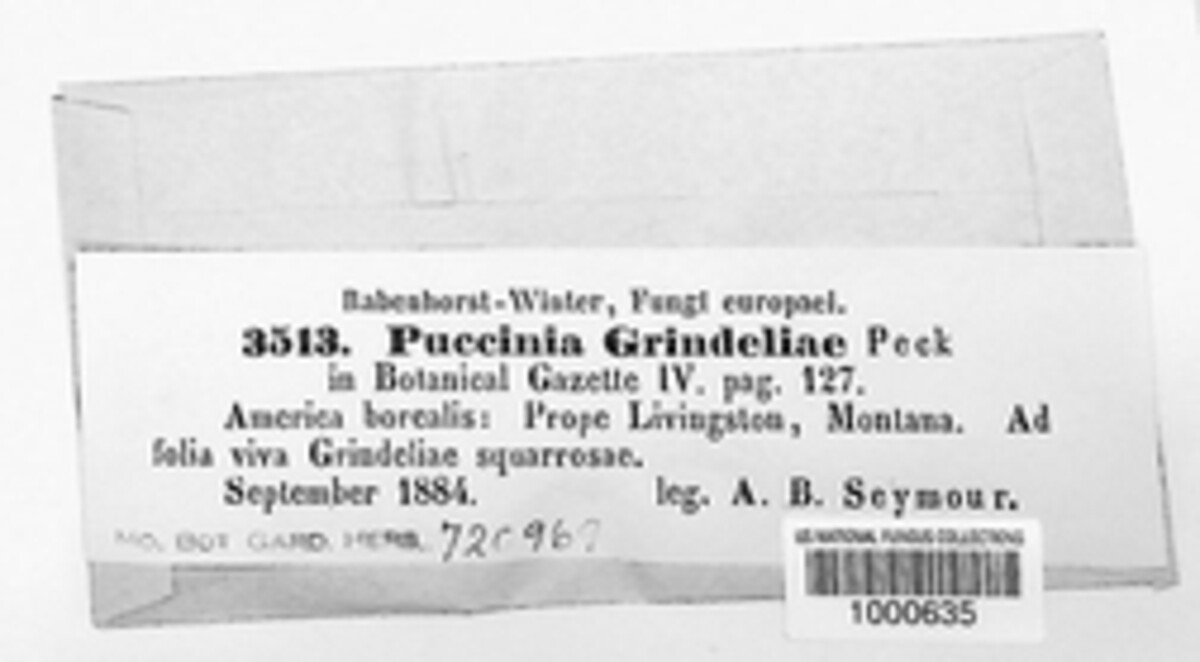 Rabenhorst-Winter, Fungi europaei.
3513. Puccinia Grindeliae Peck
in Botanical Gazette IV. pag. 127.
America borealis: Prope Livingston, Montana. Ad
folia viva Grindeliae squarrosae.
September 1884. leg. A. B. Seymour.
MO. BOT GARD. HERB.
US NATIONAL FUNGUS COLLECTIONS
1000635